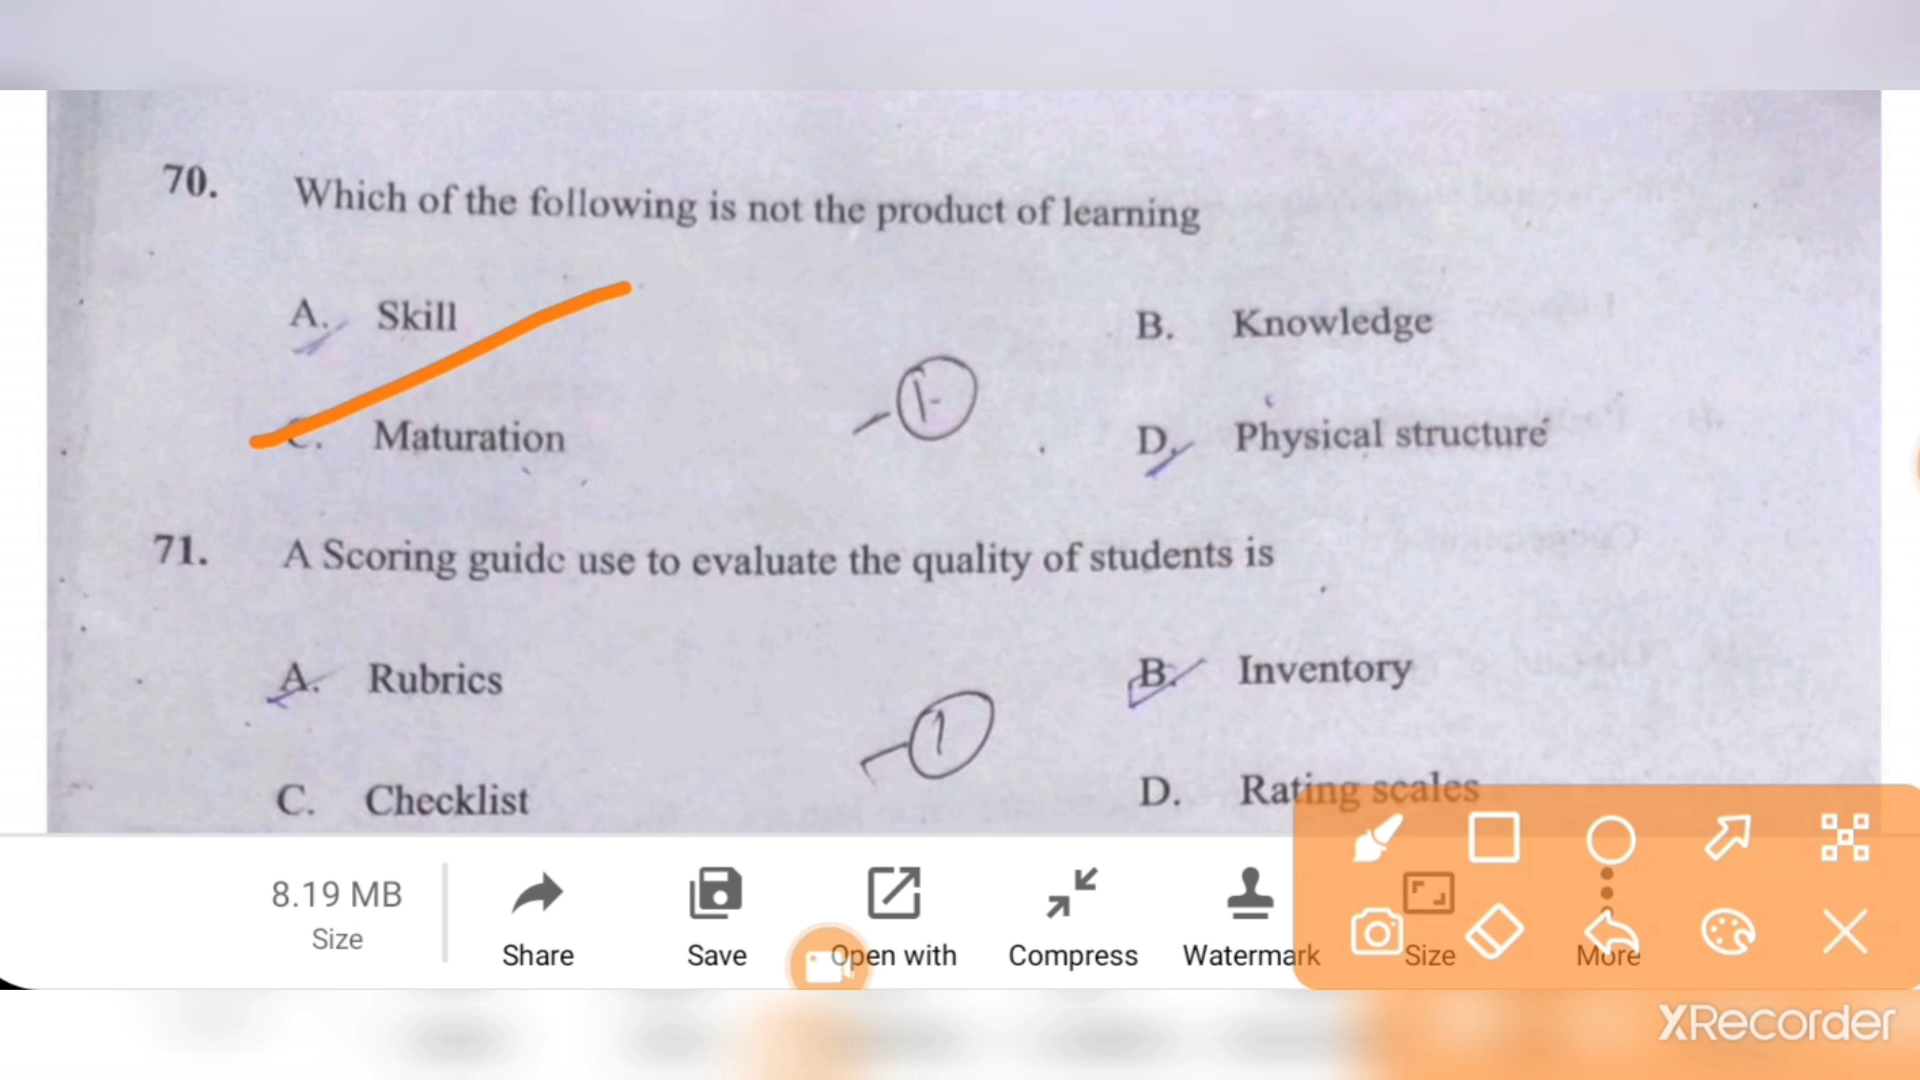 70. Which of the following is not the product of learning
A. Skill
B. Knowledge
C. Maturation
D. Physical structure
-1-
71. A Scoring guide use to evaluate the quality of students is
A. Rubrics
B. Inventory
-1
C. Checklist
D. Rating scales
8.19 MB
Size
Share
Save
Open with
Compress
Watermark
Size
More
XRecorder